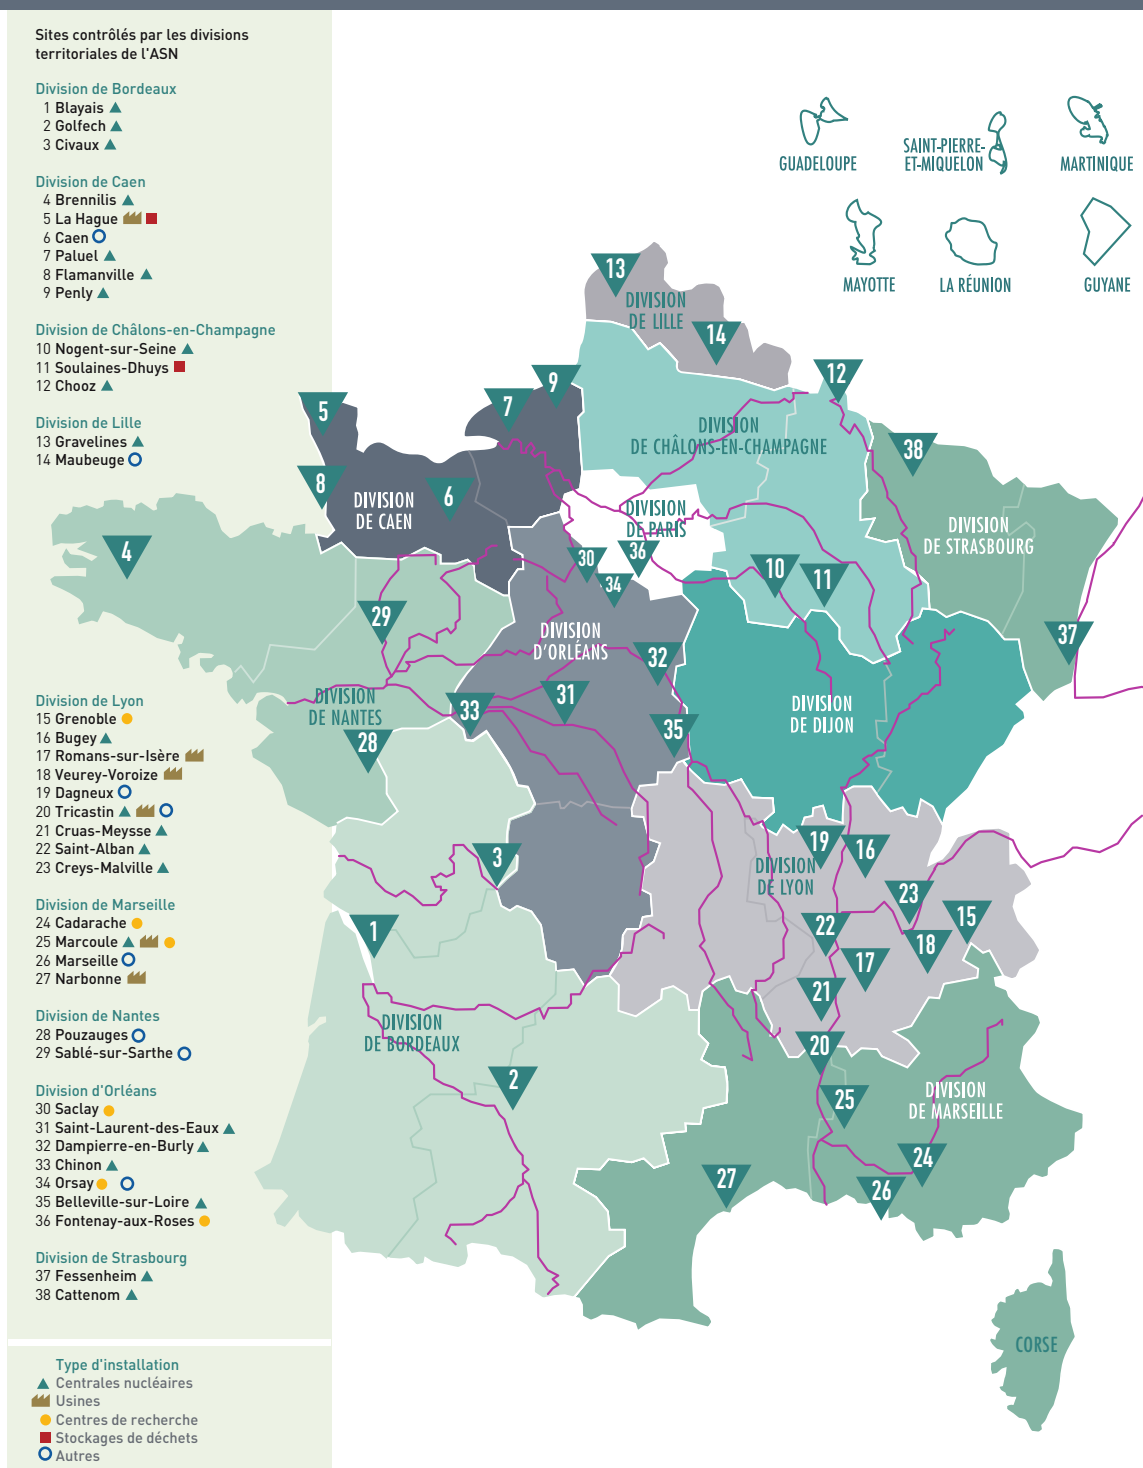 Sites contrôlés par les divisions
territoriales de l'ASN
Division de Bordeaux
1 Blayais
2 Golfech
3 Civaux
Division de Caen
4 Brennilis
5 La Hague
6 Caen
7 Paluel
8 Flamanville
9 Penly
Division de Châlons-en-Champagne
10 Nogent-sur-Seine
11 Soulaines-Dhuys
12 Chooz
Division de Lille
13 Gravelines
14 Maubeuge
Division de Lyon
15 Grenoble
16 Bugey
17 Romans-sur-Isère
18 Veurey-Voroize
19 Dagneux
20 Tricastin
21 Cruas-Meysse
22 Saint-Alban
23 Creys-Malville
Division de Marseille
24 Cadarache
25 Marcoule
26 Marseille
27 Narbonne
Division de Nantes
28 Pouzauges
29 Sablé-sur-Sarthe
Division d'Orléans
30 Saclay
31 Saint-Laurent-des-Eaux
32 Dampierre-en-Burly
33 Chinon
34 Orsay
35 Belleville-sur-Loire
36 Fontenay-aux-Roses
Division de Strasbourg
37 Fessenheim
38 Cattenom
Type d'installation
Centrales nucléaires
Usines
Centres de recherche
Stockages de déchets
Autres
GUADELOUPE
SAINT-PIERRE-
ET-MIQUELON
MARTINIQUE
MAYOTTE
LA RÉUNION
GUYANE
13
DIVISION
DE LILLE
14
12
9
7
5
DIVISION
DE CHÂLONS-EN-CHAMPAGNE
38
8
6
DIVISION
DE CAEN
DIVISION
DE PARIS
DIVISION
DE STRASBOURG
4
30
36
34
10
11
29
DIVISION
D'ORLÉANS
32
37
31
33
35
DIVISION
DE NANTES
28
DIVISION
DE DIJON
3
19
16
DIVISION
DE LYON
23
15
1
22
18
17
21
DIVISION
DE BORDEAUX
20
2
25
DIVISION
DE MARSEILLE
24
27
26
CORSE